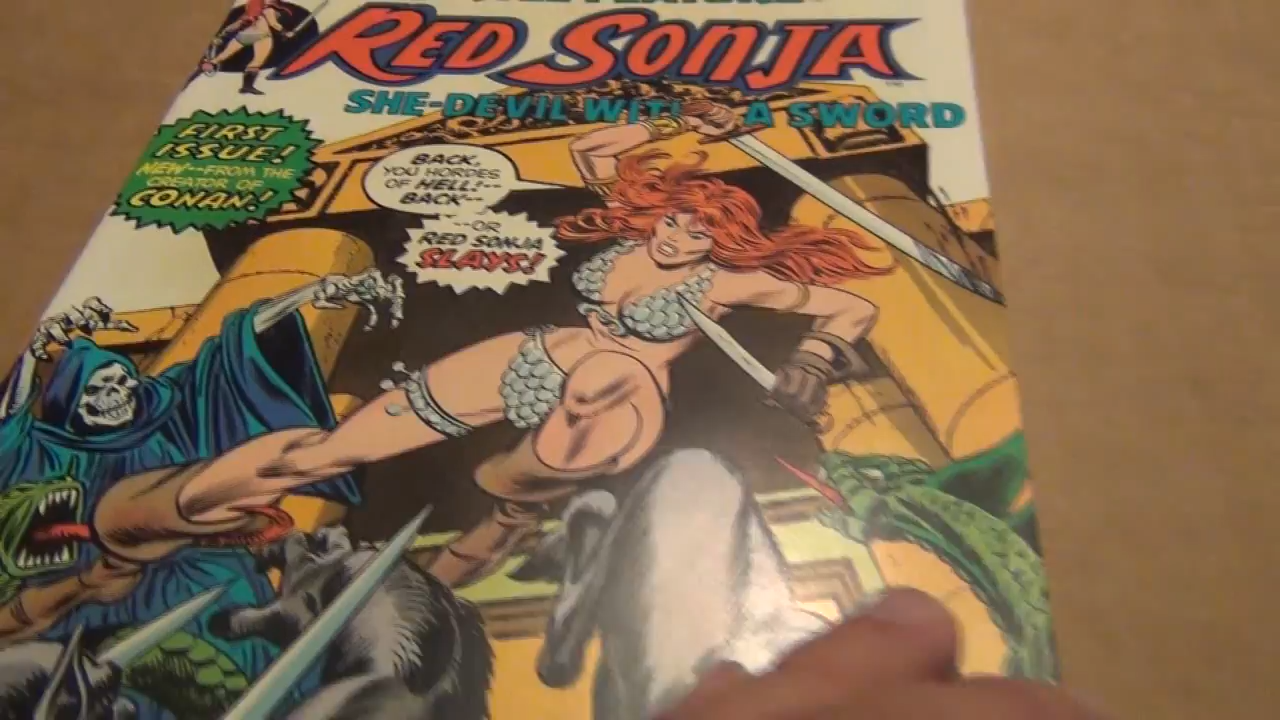 RED SONJA
SHE-DEVIL WITH A SWORD
FIRST
ISSUE!
NEW--FROM THE
CREATOR OF
CONAN!
BACK,
YOU HORDES
OF HELL!--
BACK--
--OR
RED SONJA
SLAYS!